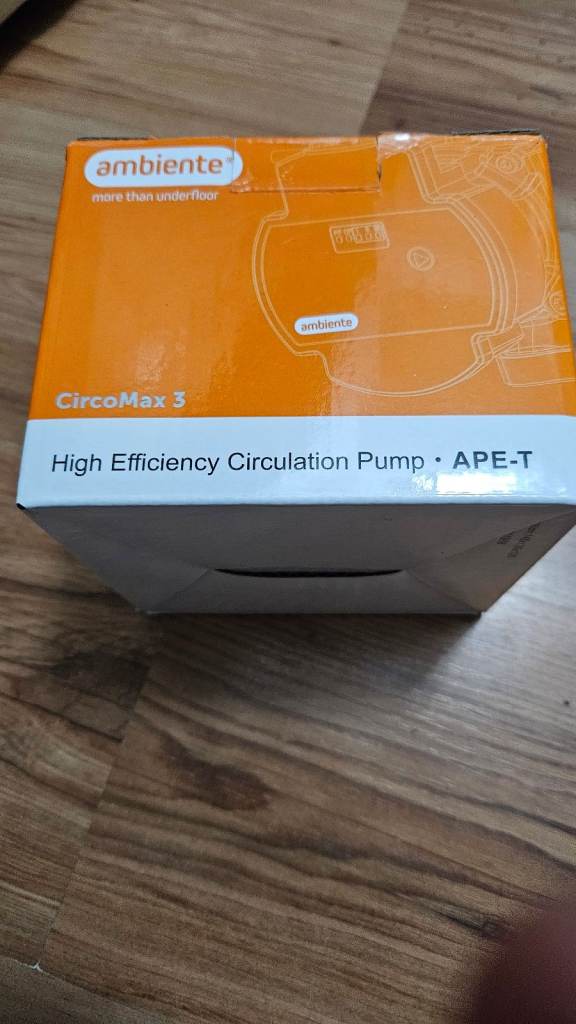 ambiente®
more than underfloor
ambiente
CircoMax 3
High Efficiency Circulation Pump • APE-T